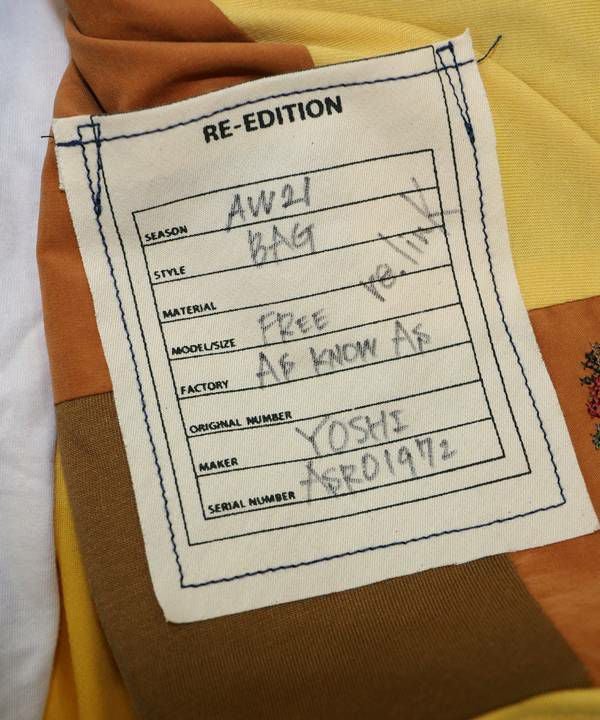 RE-EDITION
SEASON AW21
STYLE BAG
MATERIAL re.link
MODEL/SIZE FREE
FACTORY AS KNOW AS
ORIGINAL NUMBER
MAKER YOSHI
SERIAL NUMBER ASR01972